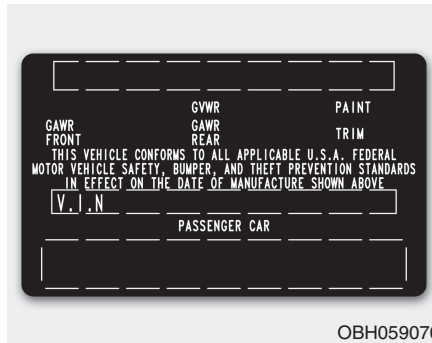 GVWR PAINT
GAWR FRONT GAWR REAR TRIM
THIS VEHICLE CONFORMS TO ALL APPLICABLE U.S.A. FEDERAL
MOTOR VEHICLE SAFETY, BUMPER, AND THEFT PREVENTION STANDARDS
IN EFFECT ON THE DATE OF MANUFACTURE SHOWN ABOVE
V.I.N
PASSENGER CAR